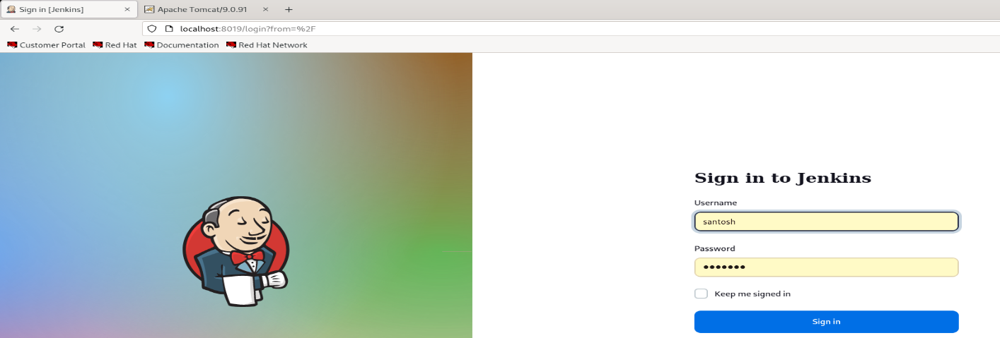 Sign in [Jenkins]
Apache Tomcat/9.0.91
localhost:8019/login?from=%2F
Customer Portal
Red Hat
Documentation
Red Hat Network
Sign in to Jenkins
Username
santosh
Password
Keep me signed in
Sign in